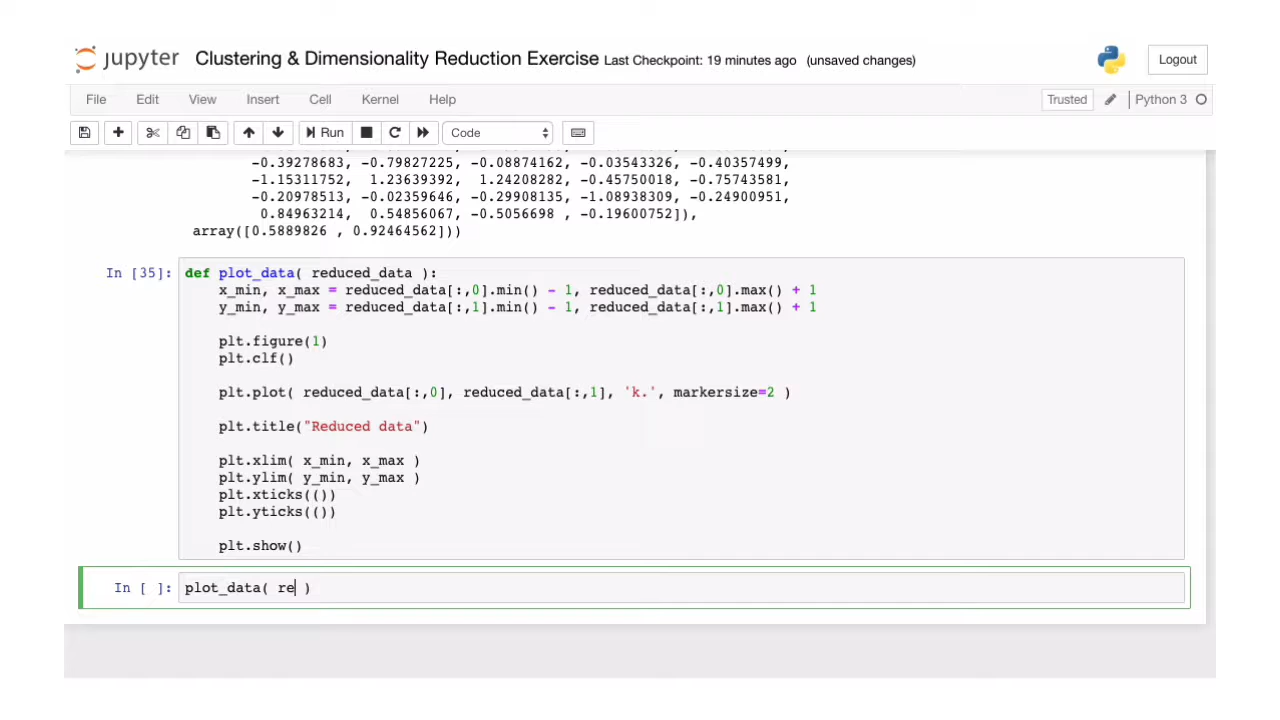 jupyter Clustering & Dimensionality Reduction Exercise Last Checkpoint: 19 minutes ago (unsaved changes) Logout
File Edit View Insert Cell Kernel Help Trusted Python 3
Run Code
-0.39278683, -0.79827225, -0.08874162, -0.03543326, -0.40357499,
-1.15311752, 1.23639392, 1.24208282, -0.45750018, -0.75743581,
-0.20978513, -0.02359646, -0.29908135, -1.08938309, -0.24900951,
0.84963214, 0.54856067, -0.5056698 , -0.19600752]),
array([0.5889826 , 0.92464562]))
In [35]: def plot_data( reduced_data ):
x_min, x_max = reduced_data[:,0].min() - 1, reduced_data[:,0].max() + 1
y_min, y_max = reduced_data[:,1].min() - 1, reduced_data[:,1].max() + 1
plt.figure(1)
plt.clf()
plt.plot( reduced_data[:,0], reduced_data[:,1], 'k.', markersize=2 )
plt.title("Reduced data")
plt.xlim( x_min, x_max )
plt.ylim( y_min, y_max )
plt.xticks(())
plt.yticks(())
plt.show()
In [ ]: plot_data( re )